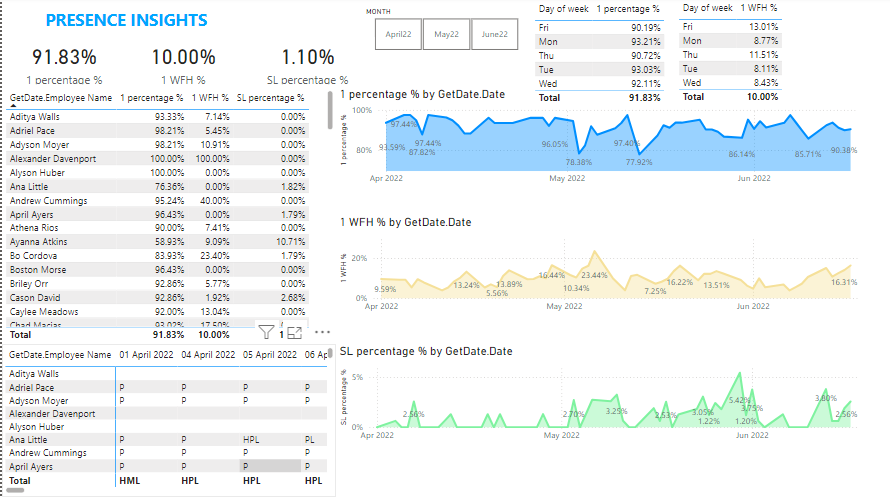 PRESENCE INSIGHTS
91.83% 10.00% 1.10%
1 percentage % 1 WFH % SL percentage %
MONTH
April22 May22 June22
Day of week 1 percentage %
Fri 90.19%
Mon 93.21%
Thu 90.72%
Tue 93.03%
Wed 92.11%
Total 91.83%
Day of week 1 WFH %
Fri 13.01%
Mon 8.77%
Thu 11.51%
Tue 8.11%
Wed 8.43%
Total 10.00%
GetDate.Employee Name 1 percentage % 1 WFH % SL percentage %
Aditya Walls 93.33% 7.14% 0.00%
Adriel Pace 98.21% 5.45% 0.00%
Adyson Moyer 98.21% 10.91% 0.00%
Alexander Davenport 100.00% 100.00% 0.00%
Alyson Huber 100.00% 0.00% 0.00%
Ana Little 76.36% 0.00% 1.82%
Andrew Cummings 95.24% 40.00% 0.00%
April Ayers 96.43% 0.00% 1.79%
Athena Rios 90.00% 7.41% 0.00%
Ayanna Atkins 58.93% 9.09% 10.71%
Bo Cordova 83.93% 23.40% 1.79%
Boston Morse 96.43% 0.00% 0.00%
Briley Orr 92.86% 5.77% 0.00%
Cason David 92.86% 1.92% 2.68%
Caylee Meadows 92.00% 13.04% 0.00%
Chad Macias 93.02% 17.50% 0.00%
Total 91.83% 10.00% 1
1 percentage % by GetDate.Date
1 percentage %
100%
80%
93.59% 97.44% 87.82% 97.44% 96.05% 78.38% 97.40% 77.92% 86.14% 85.71% 90.38%
Apr 2022 May 2022 Jun 2022
1 WFH % by GetDate.Date
1 WFH %
20%
0%
9.59% 13.24% 5.56% 13.89% 16.44% 10.34% 23.44% 7.25% 16.22% 13.51% 16.31%
Apr 2022 May 2022 Jun 2022
GetDate.Employee Name 01 April 2022 04 April 2022 05 April 2022 06 Ap
Aditya Walls
Adriel Pace P P P P
Adyson Moyer P P P P
Alexander Davenport
Alyson Huber
Ana Little P P HPL PL
Andrew Cummings P P P P
April Ayers P P P P
Total HML HPL HPL HPL
SL percentage % by GetDate.Date
SL percentage %
5%
0%
2.56% 2.70% 3.25% 2.53% 3.05% 1.22% 5.42% 1.20% 3.75% 3.80% 2.56%
Apr 2022 May 2022 Jun 2022